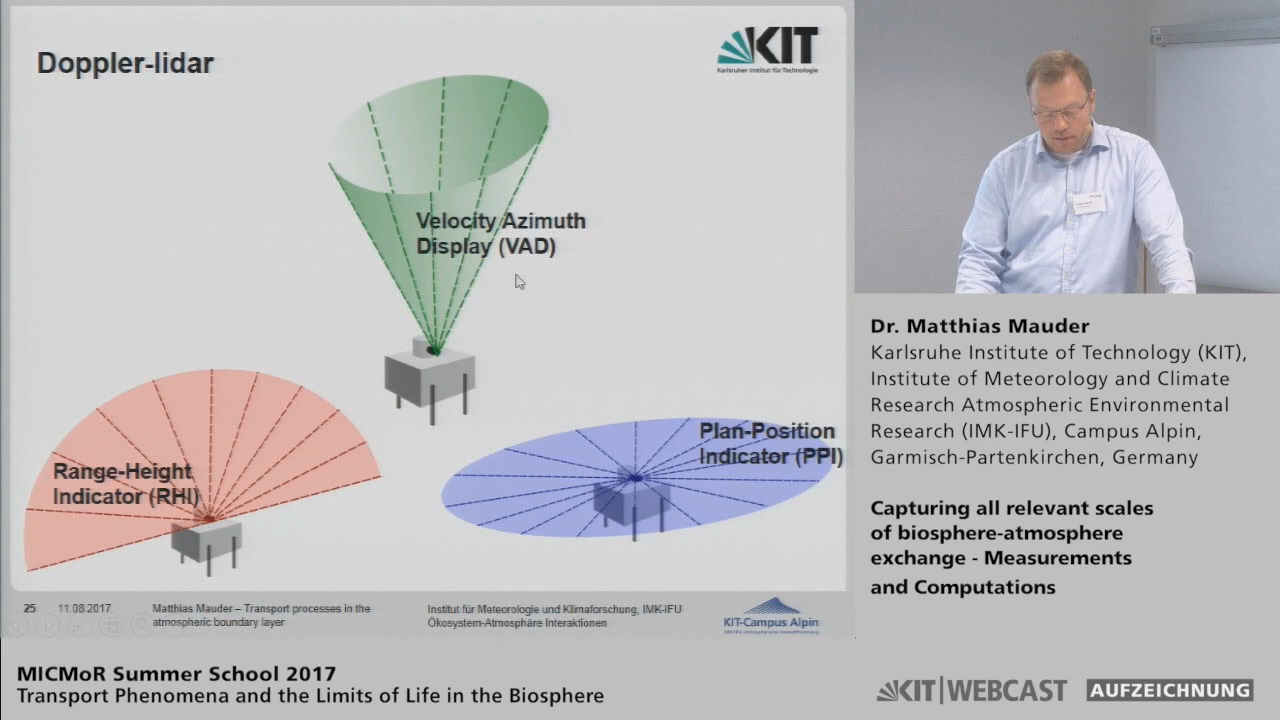 Doppler-lidar
KIT
Karlsruher Institut für Technologie
Velocity Azimuth
Display (VAD)
Range-Height
Indicator (RHI)
Plan-Position
Indicator (PPI)
25 11.08.2017 Matthias Mauder – Transport processes in the
atmospheric boundary layer
Institut für Meteorologie und Klimaforschung, IMK-IFU
Ökosystem-Atmosphäre Interaktionen
KIT-Campus Alpin
Dr. Matthias Mauder
Karlsruhe Institute of Technology (KIT),
Institute of Meteorology and Climate
Research Atmospheric Environmental
Research (IMK-IFU), Campus Alpin,
Garmisch-Partenkirchen, Germany
Capturing all relevant scales
of biosphere-atmosphere
exchange - Measurements
and Computations
MICMoR Summer School 2017
Transport Phenomena and the Limits of Life in the Biosphere
KIT|WEBCAST AUFZEICHNUNG